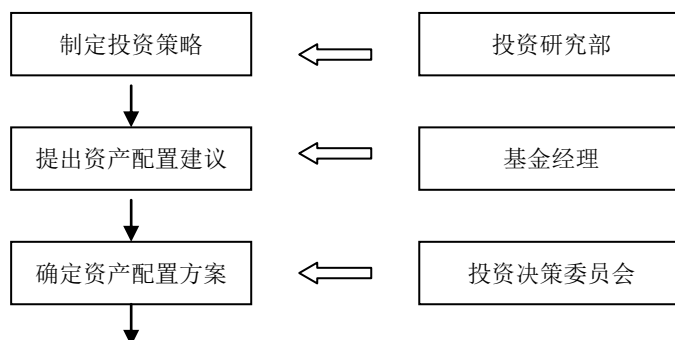 制定投资策略
投资研究部
提出资产配置建议
基金经理
确定资产配置方案
投资决策委员会